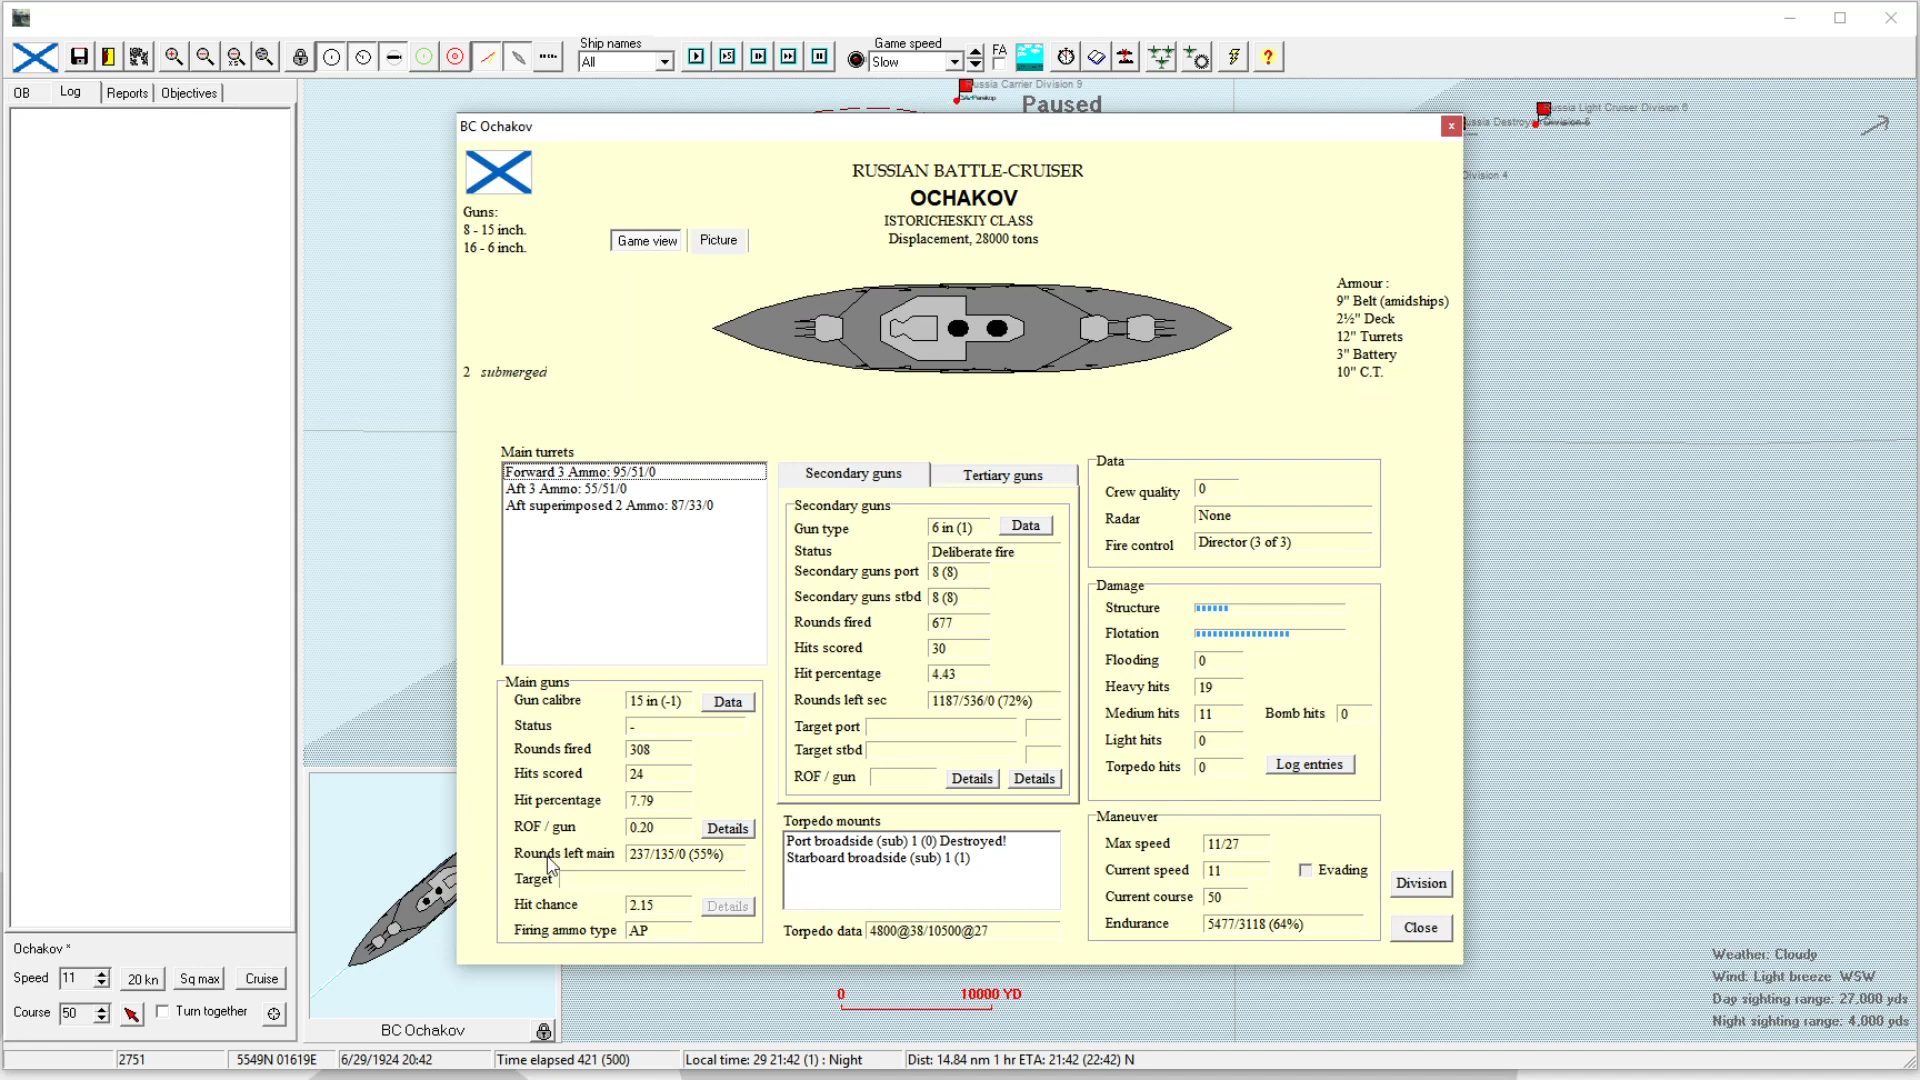 Ship names
All
Game speed
Slow
FA
OB
Log
Reports
Objectives
Russia Carrier Division 9
Paused
Russia Light Cruiser Division 6
Division 4
BC Ochakov
x
RUSSIAN BATTLE-CRUISER
OCHAKOV
ISTORICHESKIY CLASS
Displacement, 28000 tons
Guns:
8 - 15 inch.
16 - 6 inch.
Game view
Picture
Armour :
9" Belt (amidships)
2½" Deck
12" Turrets
3" Battery
10" C.T.
2 submerged
Main turrets
Forward 3 Ammo: 95/51/0
Aft 3 Ammo: 55/51/0
Aft superimposed 2 Ammo: 87/33/0
Main guns
Gun calibre 15 in (-1) Data
Status -
Rounds fired 308
Hits scored 24
Hit percentage 7.79
ROF / gun 0.20 Details
Rounds left main 237/135/0 (55%)
Target
Hit chance 2.15 Details
Firing ammo type AP
Secondary guns
Tertiary guns
Secondary guns
Gun type 6 in (1) Data
Status Deliberate fire
Secondary guns port 8 (8)
Secondary guns stbd 8 (8)
Rounds fired 677
Hits scored 30
Hit percentage 4.43
Rounds left sec 1187/536/0 (72%)
Target port
Target stbd
ROF / gun Details Details
Torpedo mounts
Port broadside (sub) 1 (0) Destroyed!
Starboard broadside (sub) 1 (1)
Torpedo data 4800@38/10500@27
Data
Crew quality 0
Radar None
Fire control Director (3 of 3)
Damage
Structure
Flotation
Flooding 0
Heavy hits 19
Medium hits 11 Bomb hits 0
Light hits 0
Torpedo hits 0 Log entries
Maneuver
Max speed 11/27
Current speed 11 Evading
Current course 50
Endurance 5477/3118 (64%)
Division
Close
Ochakov *
Speed 11 20 kn Sq max Cruise
Course 50 Turn together
BC Ochakov
0 10000 YD
Weather: Cloudy
Wind: Light breeze WSW
Day sighting range: 27,000 yds
Night sighting range: 4,000 yds
2751
5549N 01619E
6/29/1924 20:42
Time elapsed 421 (500)
Local time: 29 21:42 (1) : Night
Dist: 14.84 nm 1 hr ETA: 21:42 (22:42) N